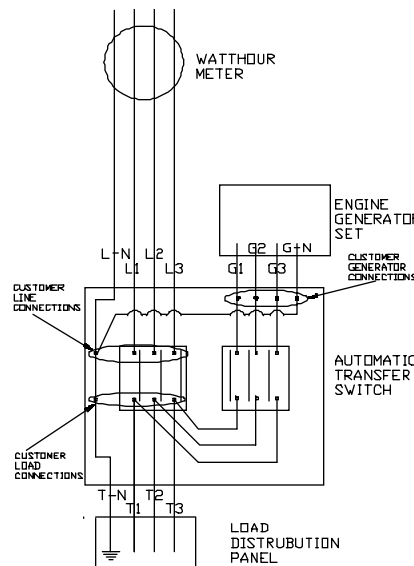 WATTHOUR
METER
ENGINE
GENERATOR
SET
L-N L2
L1 L3
G2 G+N
G1 G3
CUSTOMER
GENERATOR
CONNECTIONS
CUSTOMER
LINE
CONNECTIONS
AUTOMATIC
TRANSFER
SWITCH
CUSTOMER
LOAD
CONNECTIONS
T-N T2
T1 T3
LOAD
DISTRUBUTION
PANEL